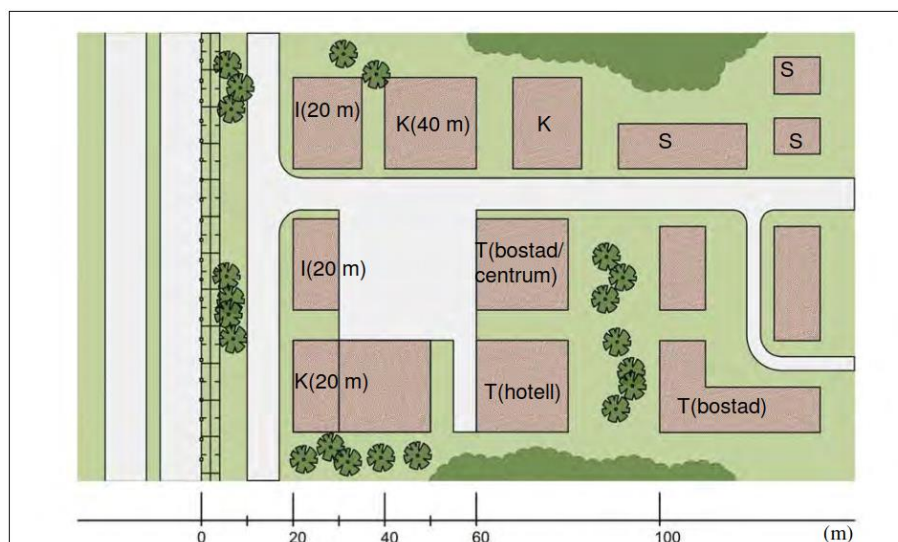 I(20 m)
K(40 m)
K
S
S
S
I(20 m)
T(bostad/
centrum)
K(20 m)
T(hotell)
T(bostad)
0
20
40
60
100
(m)